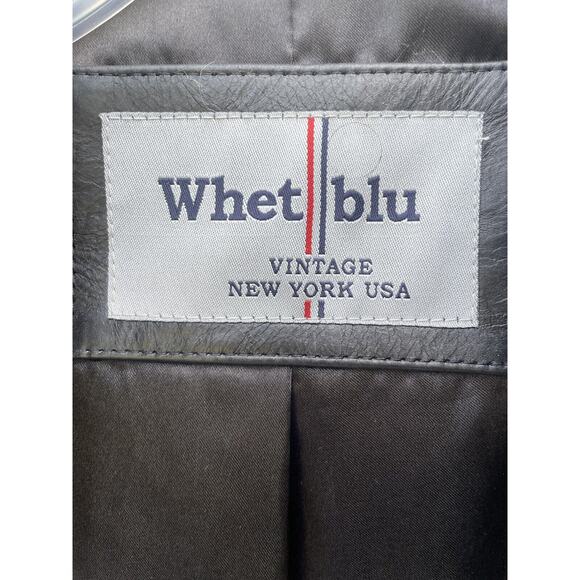 Whet blu
VINTAGE
NEW YORK USA